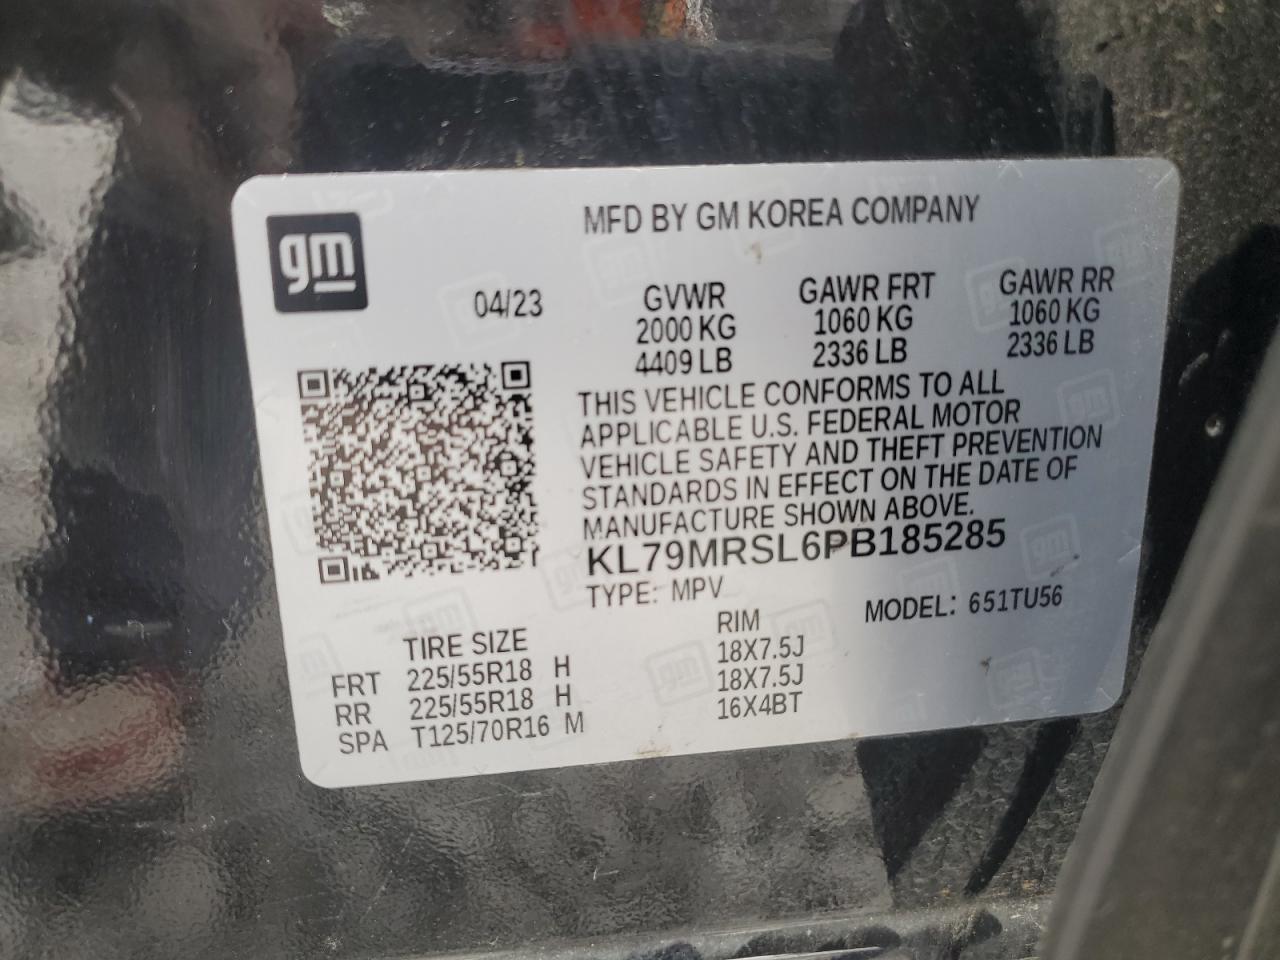 gm
MFD BY GM KOREA COMPANY
04/23
GVWR GAWR FRT GAWR RR
2000 KG 1060 KG 1060 KG
4409 LB 2336 LB 2336 LB
THIS VEHICLE CONFORMS TO ALL
APPLICABLE U.S. FEDERAL MOTOR
VEHICLE SAFETY AND THEFT PREVENTION
STANDARDS IN EFFECT ON THE DATE OF
MANUFACTURE SHOWN ABOVE.
KL79MRSL6PB185285
TYPE: MPV MODEL: 651TU56
TIRE SIZE RIM
FRT 225/55R18 H 18X7.5J
RR 225/55R18 H 18X7.5J
SPA T125/70R16 M 16X4BT